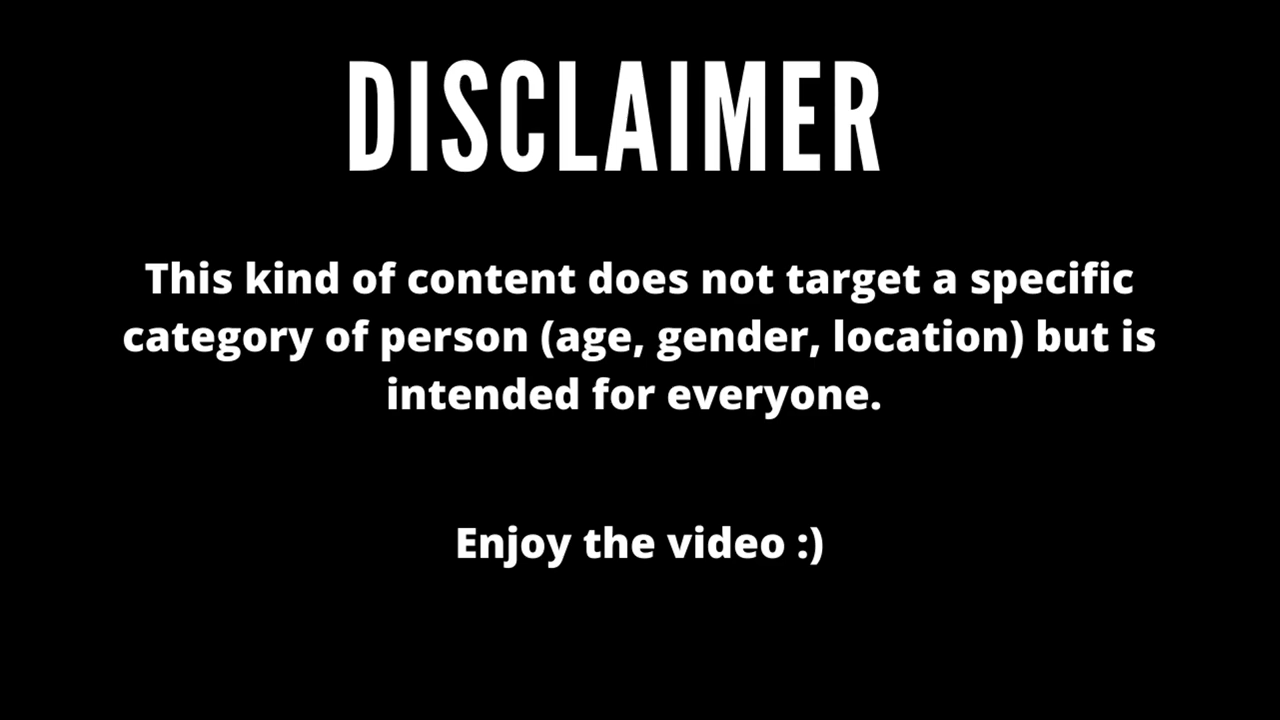 DISCLAIMER
This kind of content does not target a specific
category of person (age, gender, location) but is
intended for everyone.
Enjoy the video :)